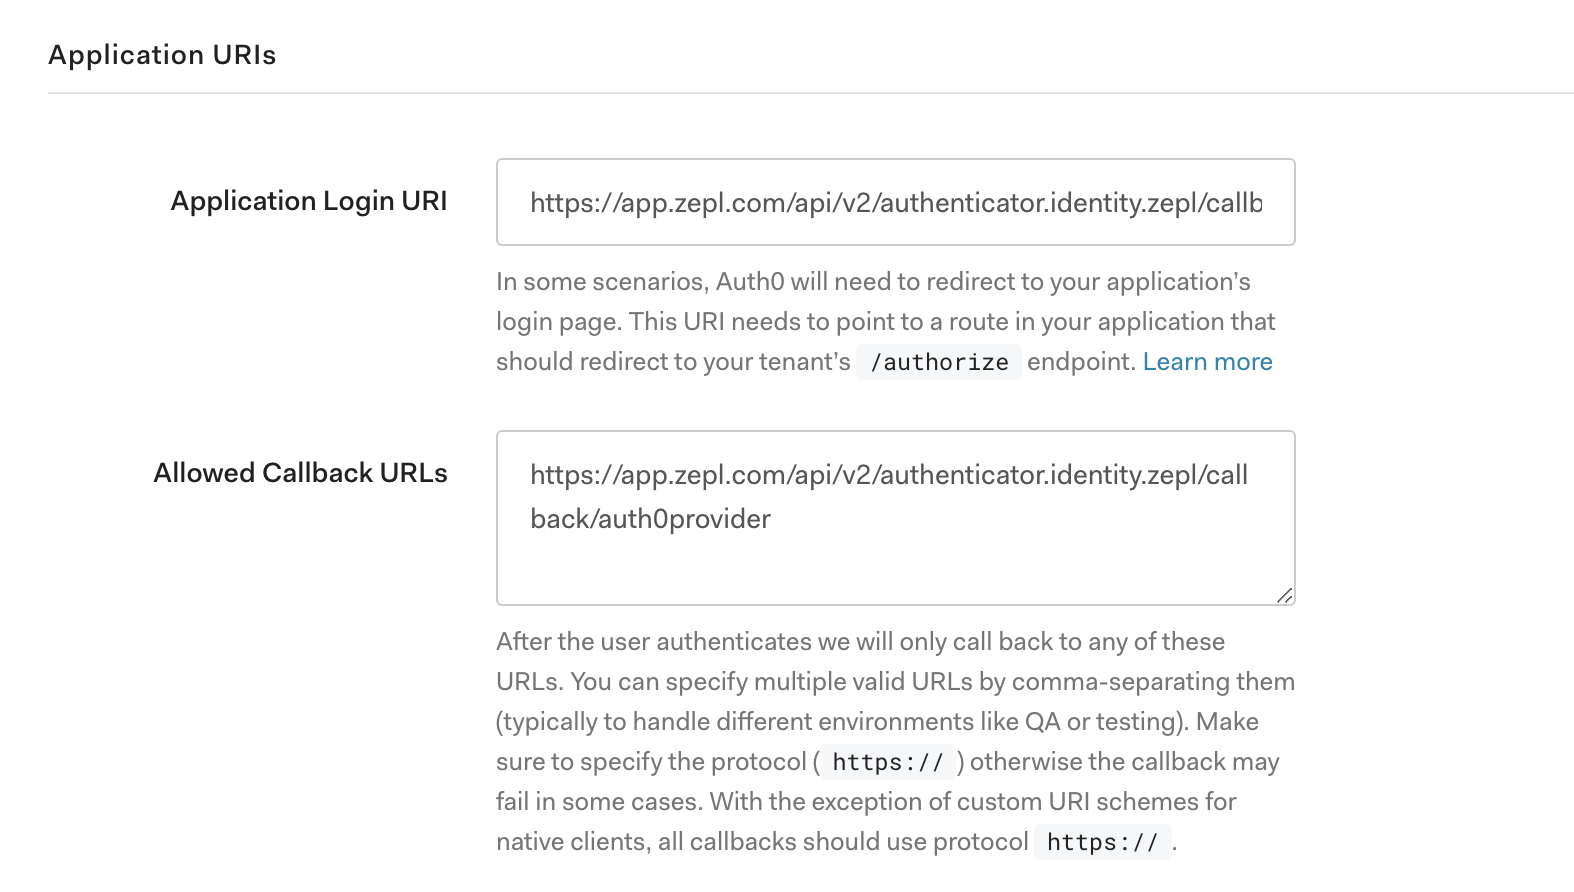 Application URIs
Application Login URI
https://app.zepl.com/api/v2/authenticator.identity.zepl/callb
In some scenarios, Auth0 will need to redirect to your application’s
login page. This URI needs to point to a route in your application that
should redirect to your tenant’s /authorize endpoint. Learn more
Allowed Callback URLs
https://app.zepl.com/api/v2/authenticator.identity.zepl/call
back/auth0provider
After the user authenticates we will only call back to any of these
URLs. You can specify multiple valid URLs by comma-separating them
(typically to handle different environments like QA or testing). Make
sure to specify the protocol ( https:// ) otherwise the callback may
fail in some cases. With the exception of custom URI schemes for
native clients, all callbacks should use protocol https:// .